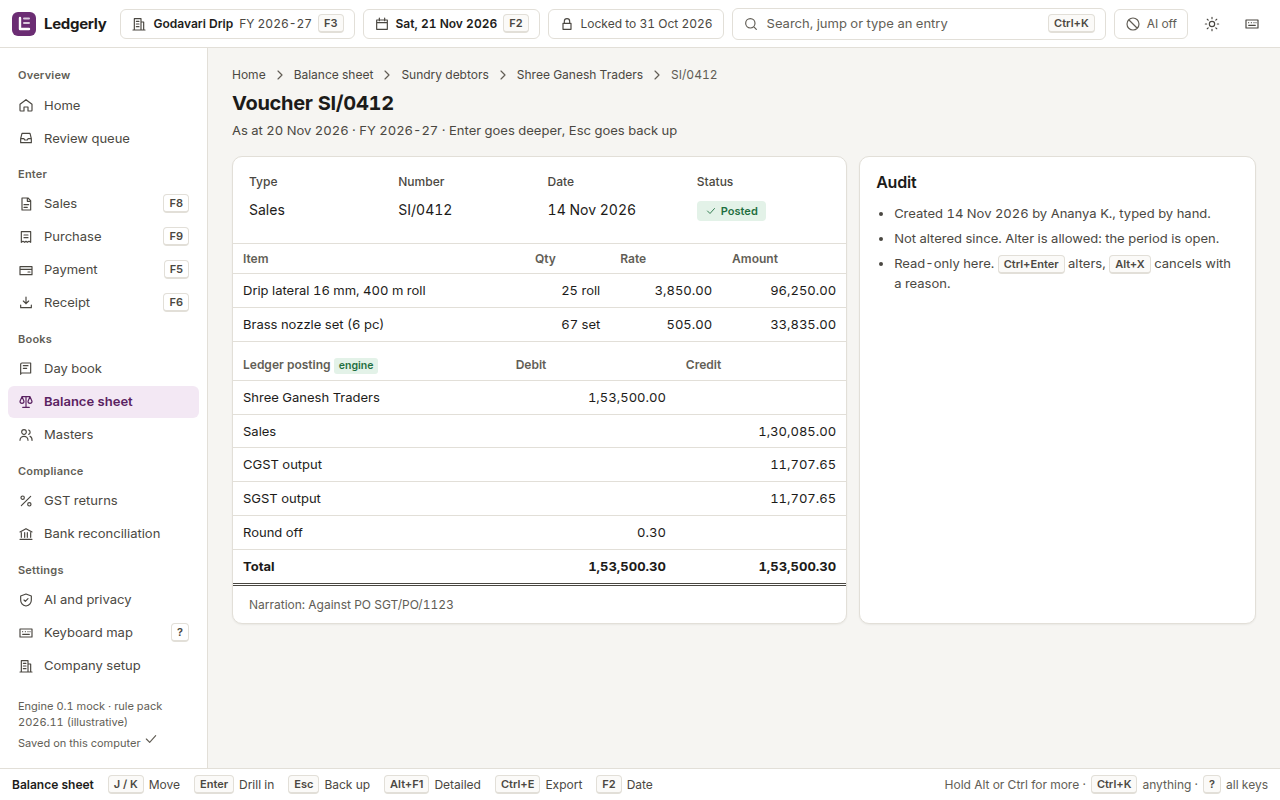 Ledgerly
Godavari Drip FY 2026-27 F3
Sat, 21 Nov 2026 F2
Locked to 31 Oct 2026
Search, jump or type an entry Ctrl+K
AI off
Overview
Home
Review queue
Enter
Sales F8
Purchase F9
Payment F5
Receipt F6
Books
Day book
Balance sheet
Masters
Compliance
GST returns
Bank reconciliation
Settings
AI and privacy
Keyboard map ?
Company setup
Engine 0.1 mock · rule pack
2026.11 (illustrative)
Saved on this computer
Home > Balance sheet > Sundry debtors > Shree Ganesh Traders > SI/0412
Voucher SI/0412
As at 20 Nov 2026 · FY 2026-27 · Enter goes deeper, Esc goes back up
Type Number Date Status
Sales SI/0412 14 Nov 2026 Posted
Item Qty Rate Amount
Drip lateral 16 mm, 400 m roll 25 roll 3,850.00 96,250.00
Brass nozzle set (6 pc) 67 set 505.00 33,835.00
Ledger posting engine Debit Credit
Shree Ganesh Traders 1,53,500.00
Sales 1,30,085.00
CGST output 11,707.65
SGST output 11,707.65
Round off 0.30
Total 1,53,500.30 1,53,500.30
Narration: Against PO SGT/PO/1123
Audit
Created 14 Nov 2026 by Ananya K., typed by hand.
Not altered since. Alter is allowed: the period is open.
Read-only here. Ctrl+Enter alters, Alt+X cancels with
a reason.
Balance sheet J / K Move Enter Drill in Esc Back up Alt+F1 Detailed Ctrl+E Export F2 Date
Hold Alt or Ctrl for more · Ctrl+K anything · ? all keys